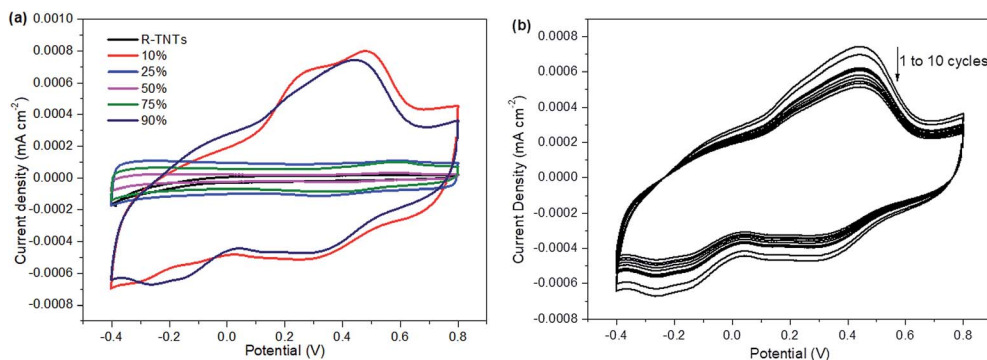 (a)
0.0010
0.0008
0.0006
0.0004
0.0002
0.0000
-0.0002
-0.0004
-0.0006
-0.0008
Current density (mA cm-2)
R-TNTs
10%
25%
50%
75%
90%
-0.4 -0.2 0.0 0.2 0.4 0.6 0.8
Potential (V)
(b)
0.0008
0.0006
0.0004
0.0002
0.0000
-0.0002
-0.0004
-0.0006
-0.0008
Current Density (mA cm-2)
1 to 10 cycles
-0.4 -0.2 0.0 0.2 0.4 0.6 0.8
Potential (V)